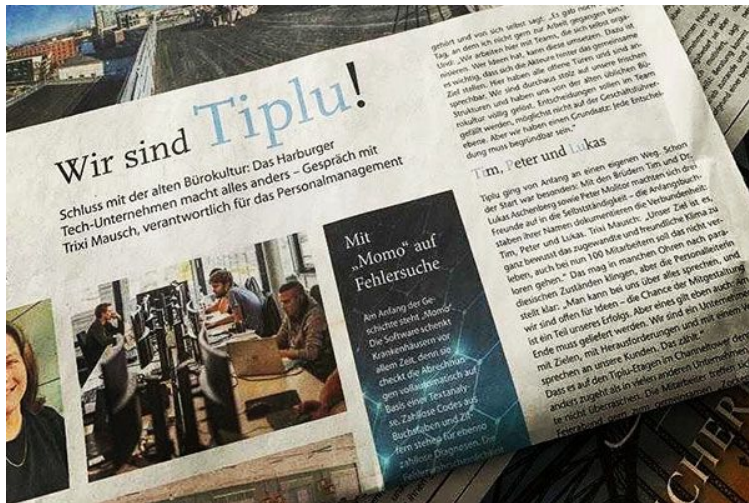 Wir sind Tiplu!
Schluss mit der alten Bürokultur: Das Harburger
Tech-Unternehmen macht alles anders – Gespräch mit
Trixi Mausch, verantwortlich für das Personalmanagement
Mit
„Momo“ auf
Fehlersuche
Am Anfang der Ge-
schichte steht „Momo“.
Die Software schenkt
Krankenhäusern vor
allem Zeit, denn sie
checkt die Abrechnun-
gen vollautomatisch auf
Basis einer Textanaly-
se. Zahllose Codes aus
Buchstaben und Zif-
fern stehen für ebenso
zahllose Diagnosen. Die
gehört und von sich selbst sagt: „Es gab noch
Tag, an dem ich nicht gern zur Arbeit gegangen bin.“
Und: „Wir arbeiten hier mit Teams, die sich selbst orga-
nisieren. Wer Ideen hat, kann diese umsetzen. Dazu ist
es wichtig, dass sich die Akteure hinter das gemeinsame
Ziel stellen. Hier haben alle offene Türen und sind an-
sprechbar. Wir sind durchaus stolz auf unsere frischen
Strukturen und haben uns von der alten üblichen Bü-
rokultur völlig gelöst. Entscheidungen sollen im Team
gefällt werden, möglichst nicht auf der Geschäftsführer-
ebene. Aber wir haben einen Grundsatz: Jede Entschei-
dung muss begründbar sein.“
Tim, Peter und Lukas
Tiplu ging von Anfang an einen eigenen Weg. Schon
der Start war besonders: Mit den Brüdern Tim und Dr.
Lukas Aschenberg sowie Peter Molitor machten sich drei
Freunde auf in die Selbstständigkeit – die Anfangsbuch-
staben ihrer Namen dokumentieren die Verbundenheit:
Tim, Peter und Lukas. Trixi Mausch: „Unser Ziel ist es,
ganz bewusst das zugewandte und freundliche Klima zu
leben, auch bei nun 100 Mitarbeitern soll das nicht ver-
loren gehen.“ Das mag in manchen Ohren nach para-
diesischen Zuständen klingen, aber die Personalleiterin
stellt klar: „Man kann bei uns über alles sprechen, und
wir sind offen für Ideen – die Chance der Mitgestaltung
ist ein Teil unseres Erfolgs. Aber eines gilt eben auch: Am
Ende muss geliefert werden. Wir sind ein Unternehmen
mit Zielen, mit Herausforderungen und mit einem
sprechen an unsere Kunden. Das zählt.“
Dass es auf den Tiplu-Etagen im Channeltower
anders zugeht als in vielen anderen Unternehmen
te nicht überraschen. Die Mitarbeiter treffen sich
CHER